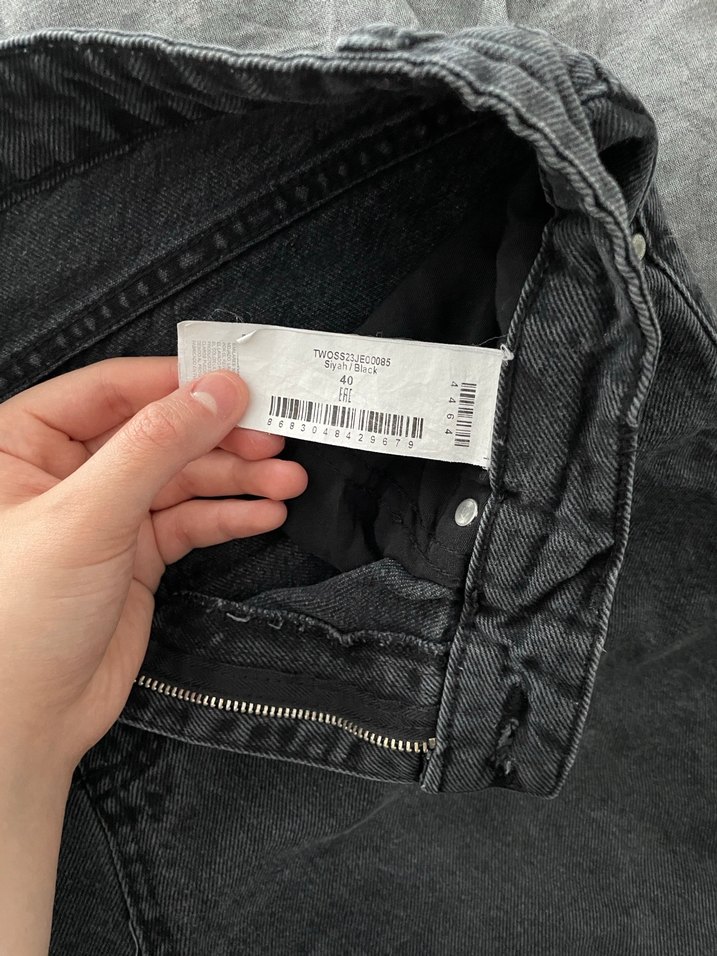 TWOSS23JE00085
Siyah / Black
40
EAC
8683048429679
4464